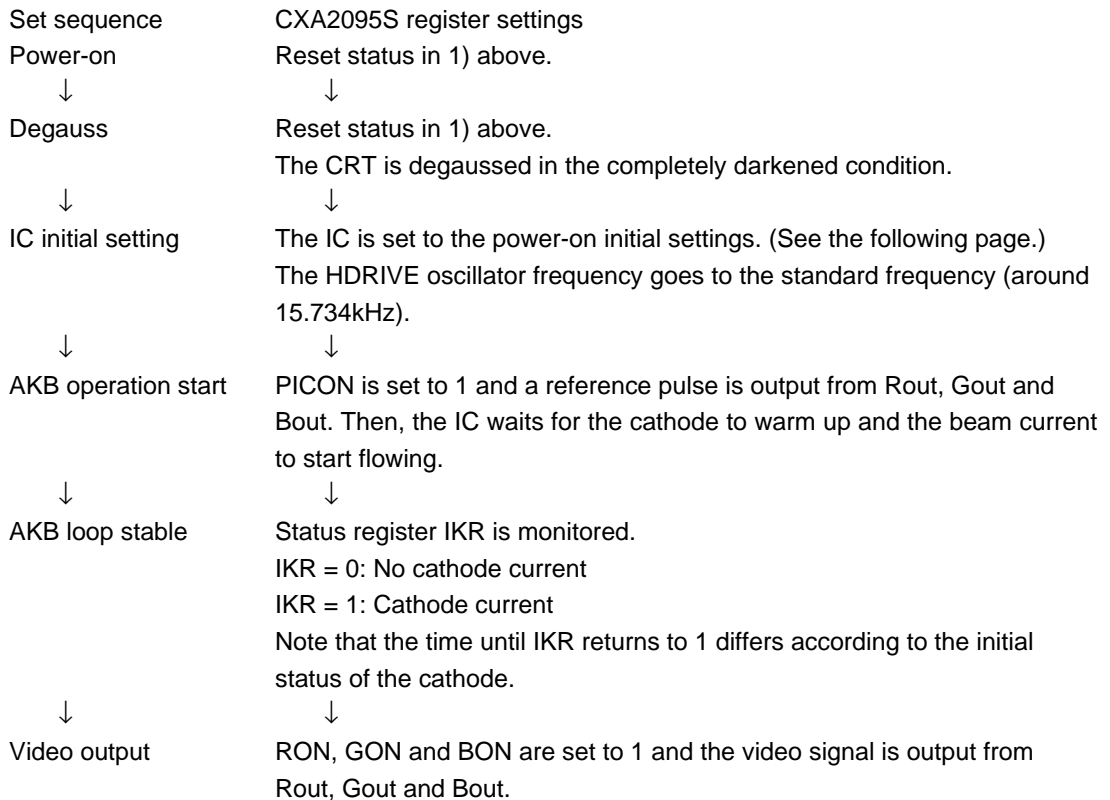 Set sequence CXA2095S register settings
Power-on Reset status in 1) above.
↓ ↓
Degauss Reset status in 1) above.
The CRT is degaussed in the completely darkened condition.
↓ ↓
IC initial setting The IC is set to the power-on initial settings. (See the following page.)
The HDRIVE oscillator frequency goes to the standard frequency (around
15.734kHz).
↓ ↓
AKB operation start PICON is set to 1 and a reference pulse is output from Rout, Gout and
Bout. Then, the IC waits for the cathode to warm up and the beam current
to start flowing.
↓ ↓
AKB loop stable Status register IKR is monitored.
IKR = 0: No cathode current
IKR = 1: Cathode current
Note that the time until IKR returns to 1 differs according to the initial
status of the cathode.
↓ ↓
Video output RON, GON and BON are set to 1 and the video signal is output from
Rout, Gout and Bout.